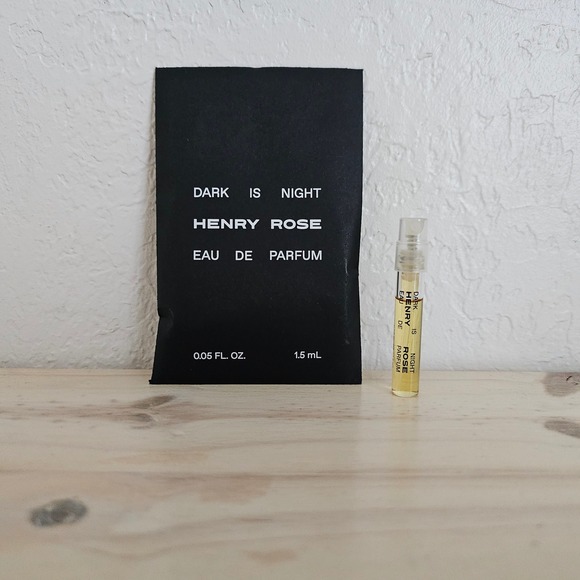 DARK IS NIGHT
HENRY ROSE
EAU DE PARFUM
0.05 FL. OZ. 1.5 mL
DARK IS NIGHT
HENRY ROSE
EAU DE PARFUM